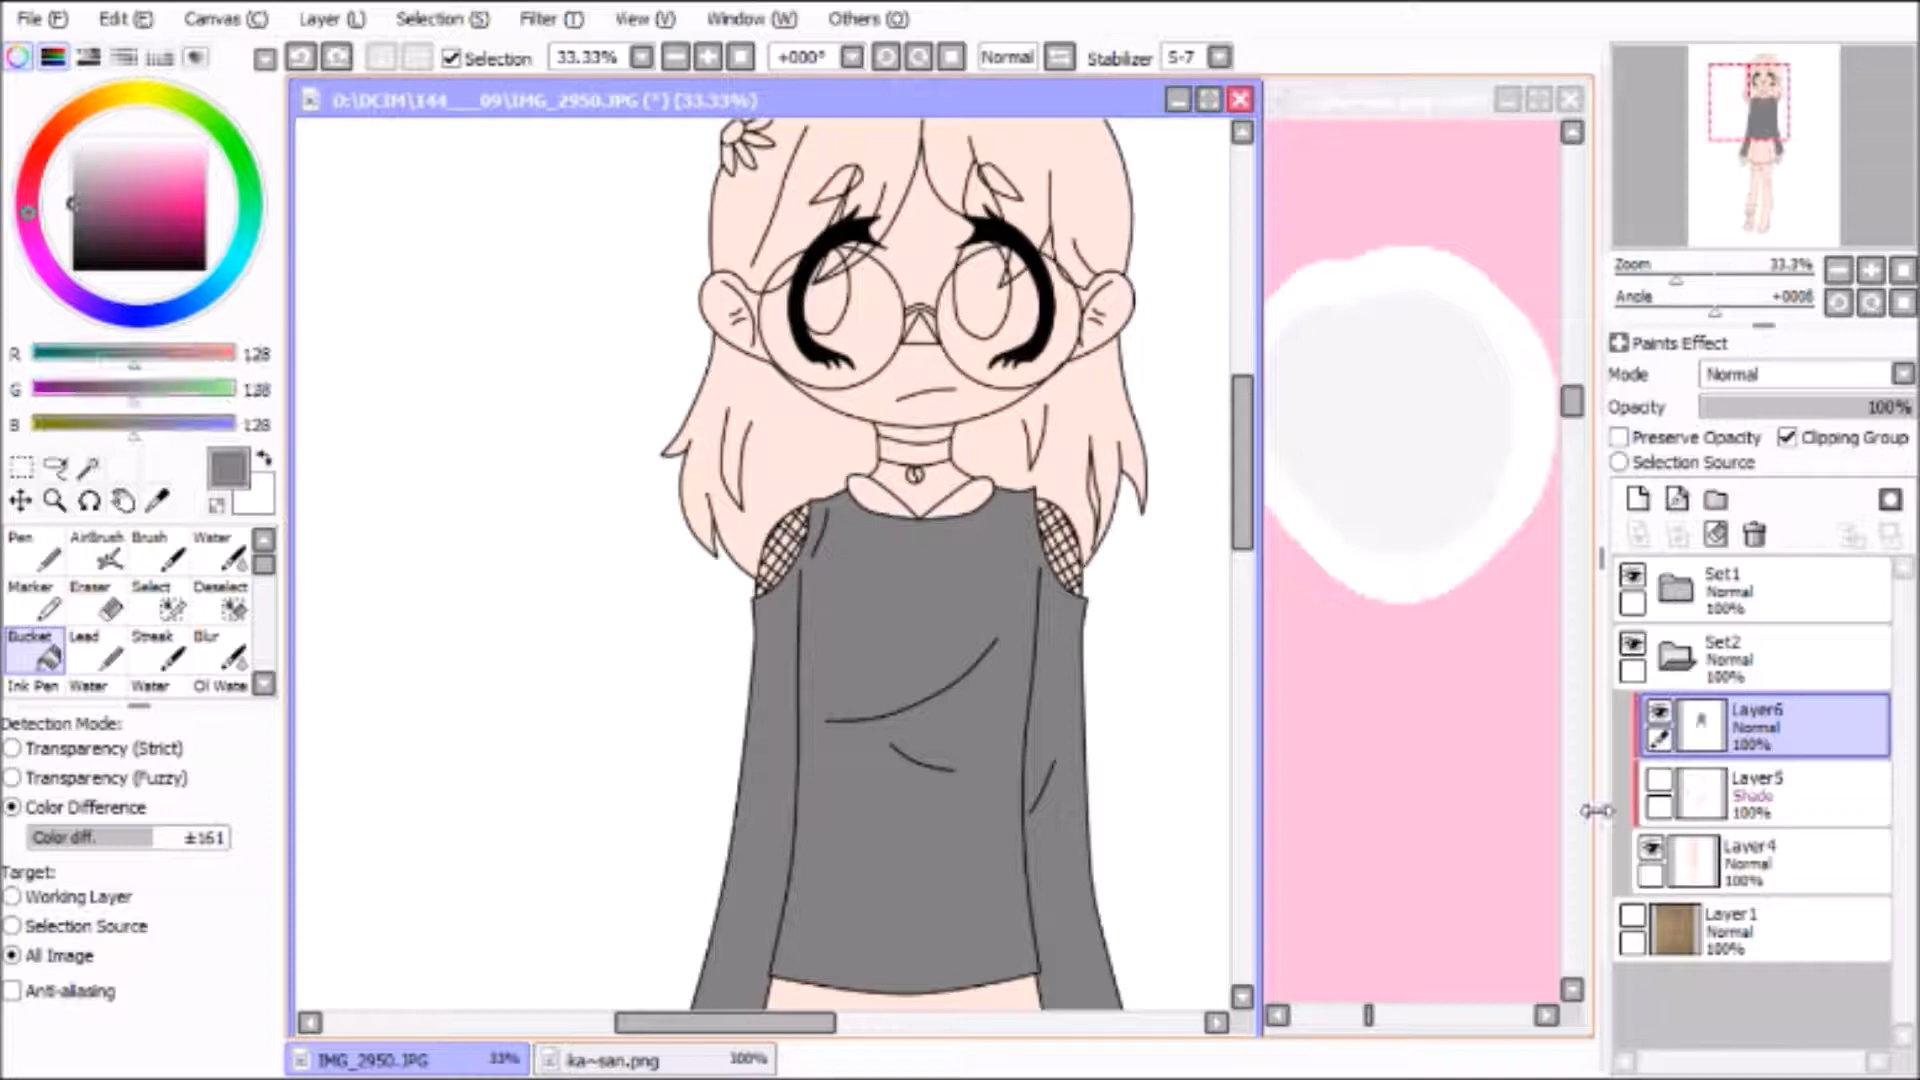 File (F) Edit (E) Canvas (C) Layer (L) Selection (S) Filter (T) View (V) Window (W) Others (O)
Selection 33.33% +000° Normal Stabilizer S-7
D:\DCIM\144___09\IMG_2950.JPG (*) (33.33%)
R 128
G 128
B 128
Zoom 33.3%
Angle +000§
Paints Effect
Mode Normal
Opacity 100%
Preserve Opacity Clipping Group
Selection Source
Pen AirBrush Brush Water
Marker Eraser Select Deselect
Bucket Lead Streak Blur
Ink Pen Water Water Oil Wate
Detection Mode:
Transparency (Strict)
Transparency (Fuzzy)
Color Difference
Color diff. ±161
Target:
Working Layer
Selection Source
All Image
Anti-aliasing
Set1
Normal
100%
Set2
Normal
100%
Layer6
Normal
100%
Layer5
Shade
100%
Layer4
Normal
100%
Layer1
Normal
100%
IMG_2950.JPG 33% ka~san.png 100%